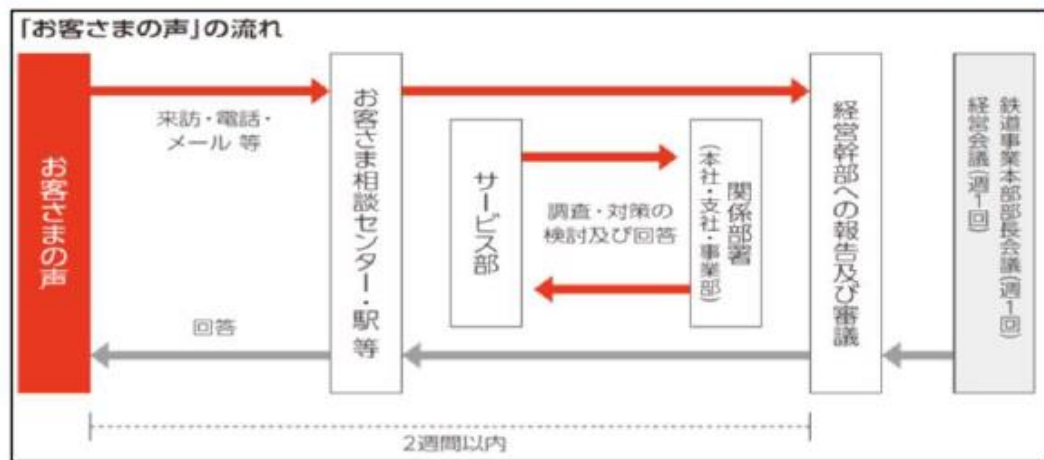 「お客さまの声」の流れ
お客さまの声
来訪・電話・
メール 等
回答
お客さま相談センター・駅 等
サービス部
調査・対策の
検討及び回答
関係部署
(本社・支社・事業部)
経営幹部への報告及び審議
鉄道事業本部部長会議(週1回)
経営会議(週1回)
2週間以内